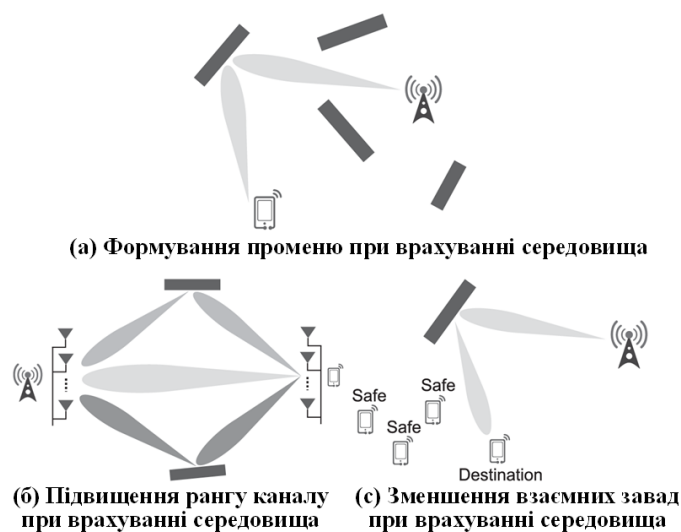 (а) Формування променю при врахуванні середовища
Safe
Safe
Safe
Destination
(б) Підвищення рангу каналу
при врахуванні середовища
(с) Зменшення взаємних завад
при врахуванні середовища